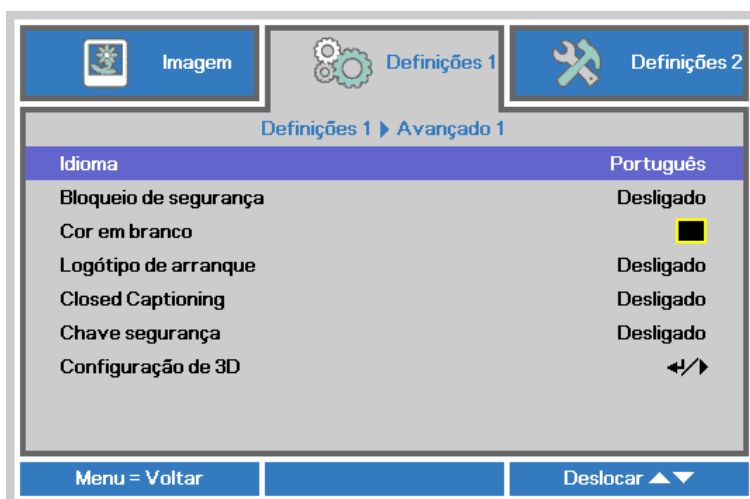 Imagem Definições 1 Definições 2
Definições 1 Avançado 1
Idioma Português
Bloqueio de segurança Desligado
Cor em branco
Logótipo de arranque Desligado
Closed Captioning Desligado
Chave segurança Desligado
Configuração de 3D
Menu = Voltar Deslocar